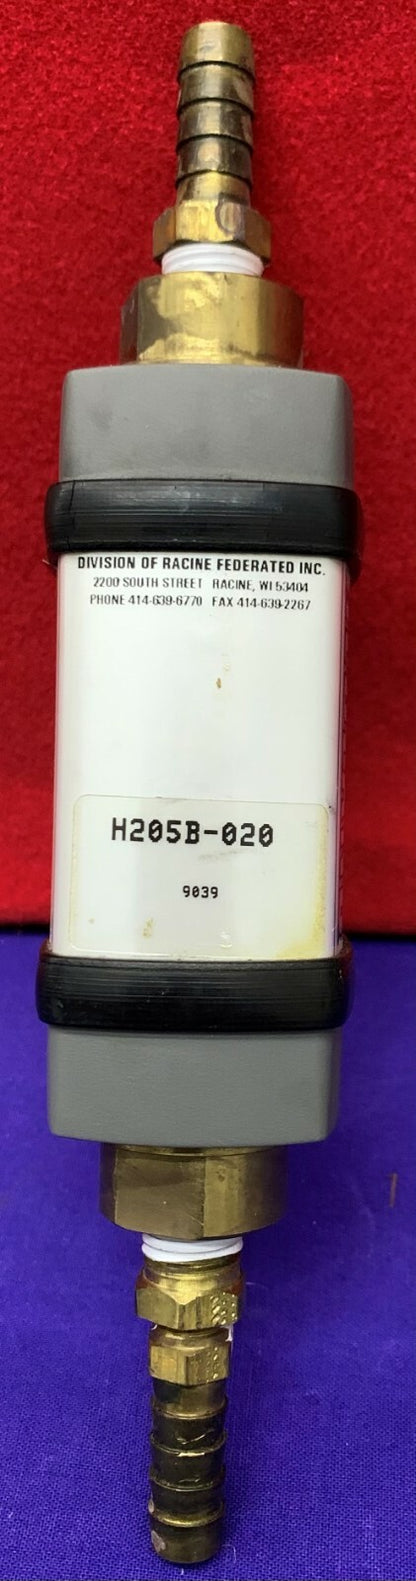 DIVISION OF RACINE FEDERATED INC.
2200 SOUTH STREET RACINE, WI 53404
PHONE 414-639-6770 FAX 414-639-2267
H205B-020
9039